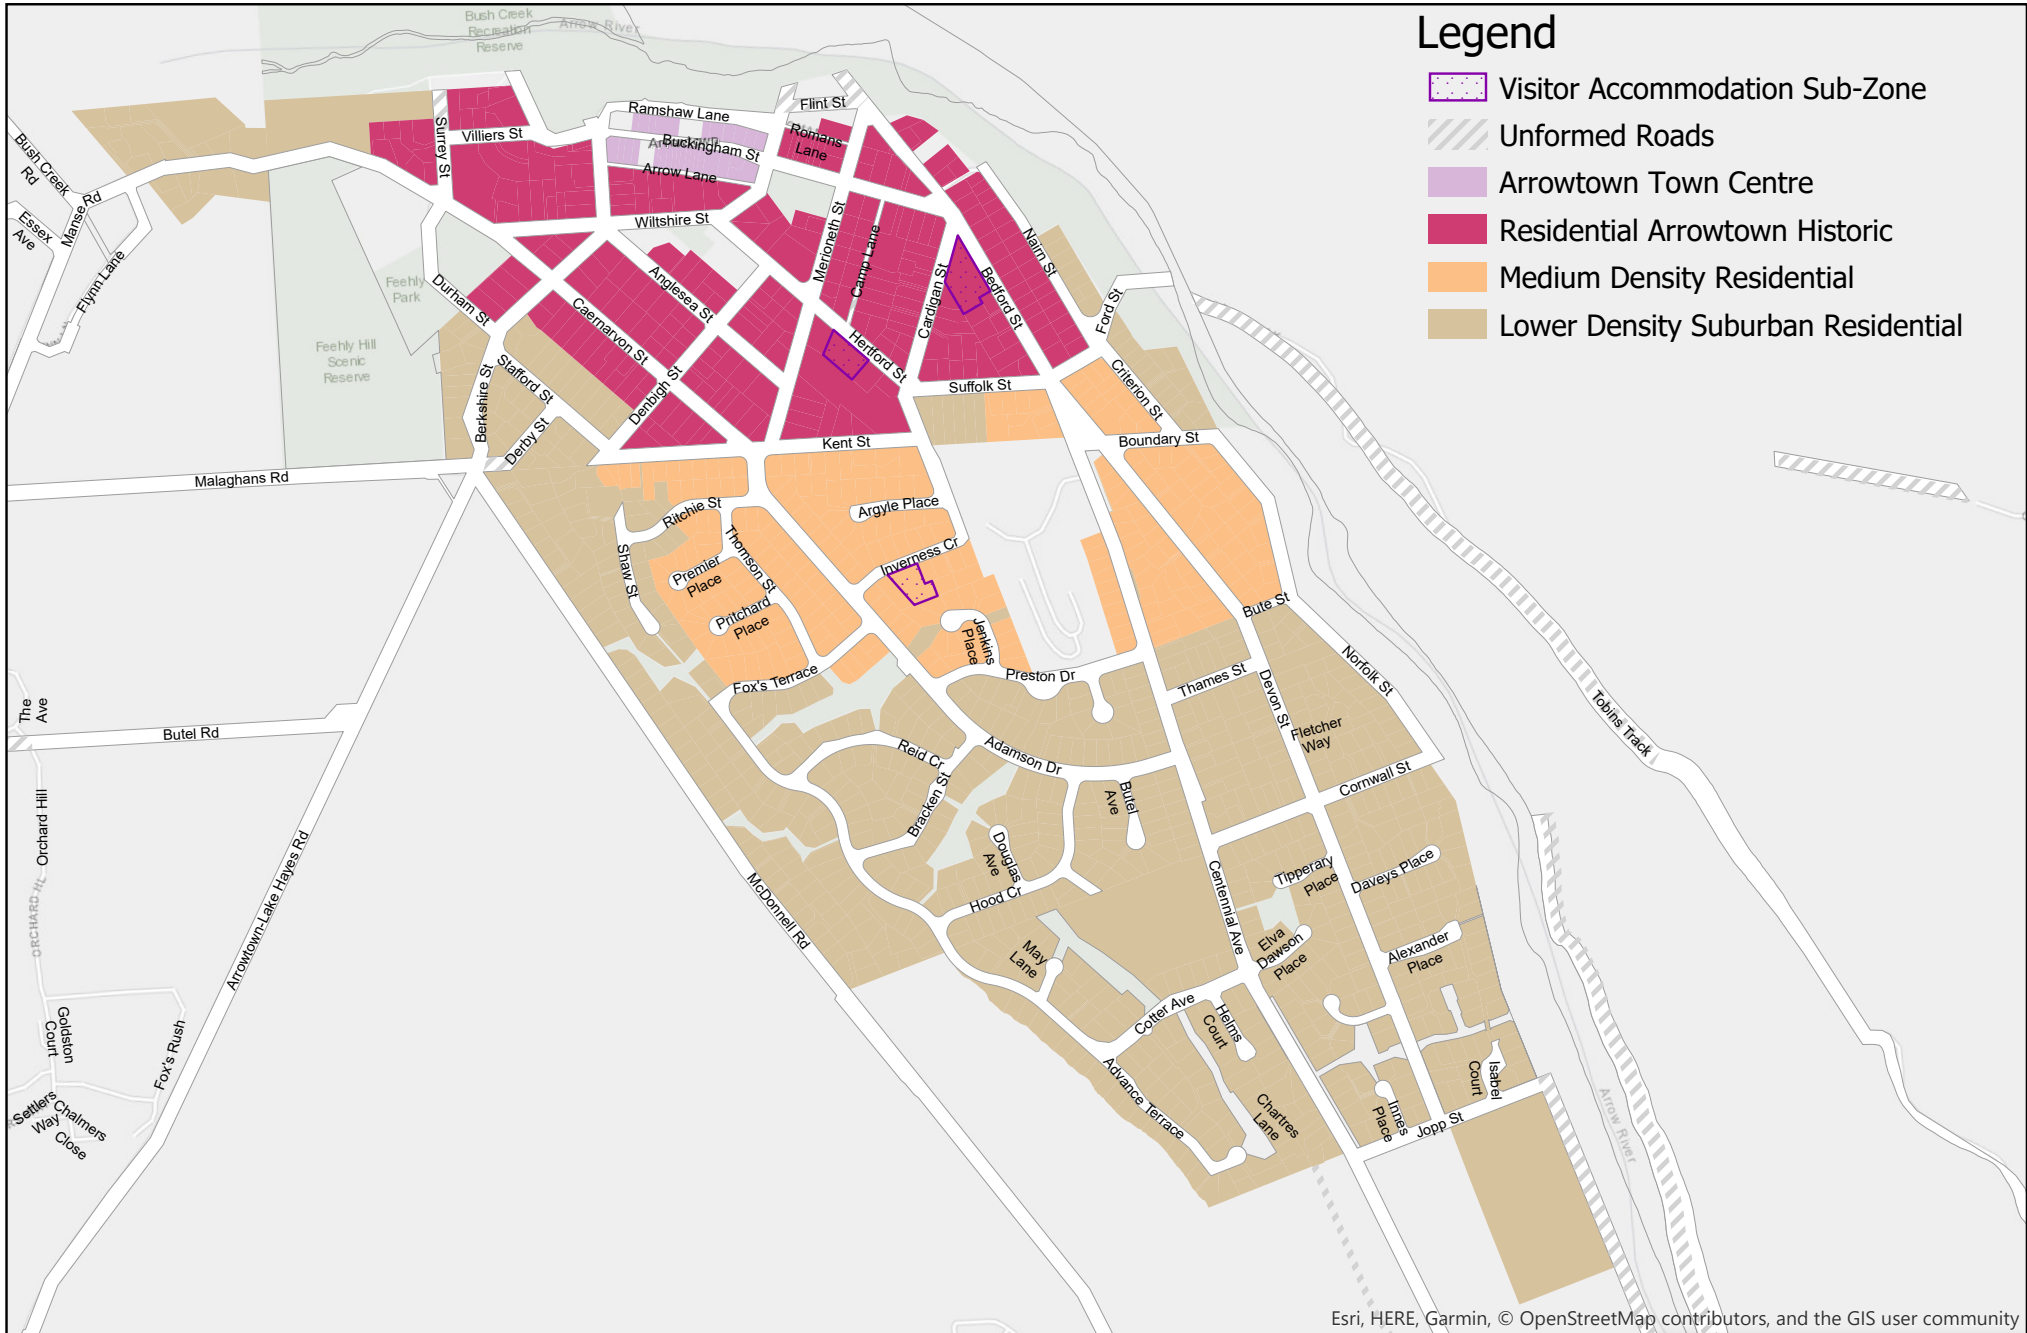 Legend
Visitor Accommodation Sub-Zone
Unformed Roads
Arrowtown Town Centre
Residential Arrowtown Historic
Medium Density Residential
Lower Density Suburban Residential
Bush Creek
Recreation
Reserve
Arrow River
Ramshaw Lane
Flint St
Villiers St
Surrey St
Buckingham St
Romans
Lane
Arrow Lane
Wiltshire St
Bush Creek
Rd
Essex
Ave
Manse Rd
Flynn Lane
Feehly
Park
Feehly Hill
Scenic
Reserve
Durham St
Anglesea St
Caernarvon St
Merioneth St
Camp Lane
Cardigan St
Bedford St
Nairn St
Ford St
Hertford St
Stafford St
Berkshire St
Derby St
Denbigh St
Suffolk St
Criterion St
Boundary St
Kent St
Malaghans Rd
Ritchie St
Argyle Place
Shaw St
Thomson St
Premier
Place
Pritchard
Place
Inverness Cr
Jenkins
Place
Fox's Terrace
Preston Dr
Bute St
Norfolk St
Thames St
Devon St
Fletcher
Way
Tobins Track
The
Ave
Butel Rd
Reid Cr
Adamson Dr
Bracken St
Butel
Ave
Cornwall St
Orchard Hill
ORCHARD HL
Douglas
Ave
Hood Cr
Tipperary
Place
Daveys Place
McDonnell Rd
Centennial Ave
Arrowtown-Lake Hayes Rd
May
Lane
Elva
Dawson
Place
Alexander
Place
Cotter Ave
Helms
Court
Goldston
Court
Fox's Rush
Settlers
Way
Chalmers
Close
Advance Terrace
Chartres
Lane
Innes
Place
Isabel
Court
Jopp St
Arrow River
Esri, HERE, Garmin, © OpenStreetMap contributors, and the GIS user community